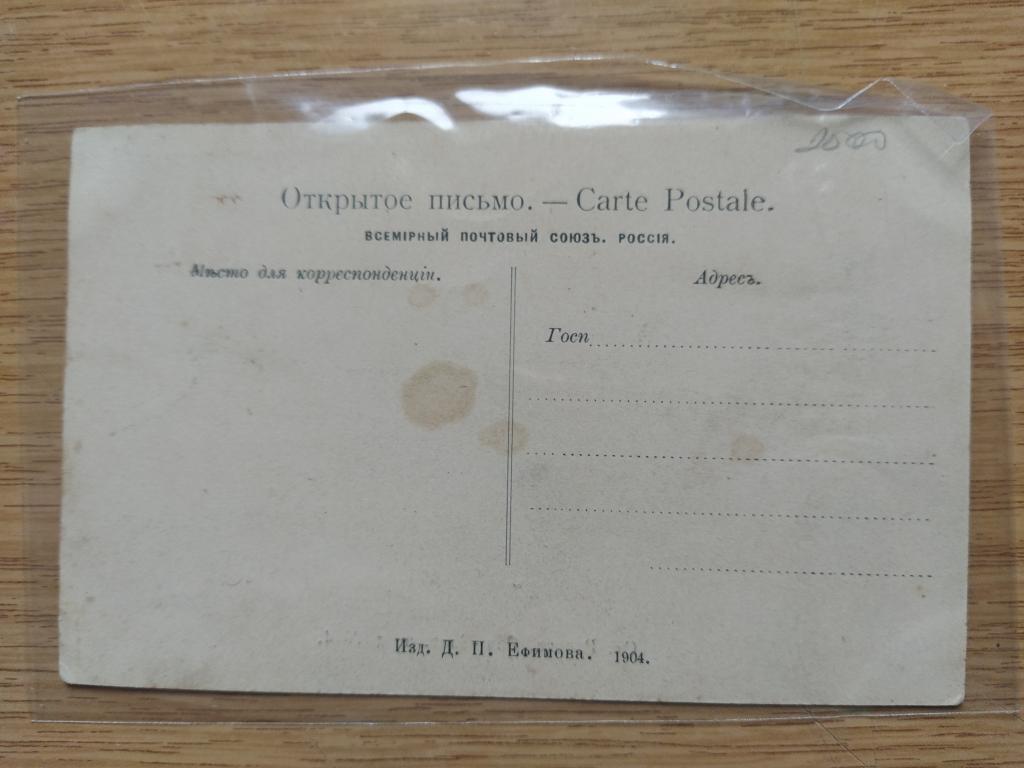 Открытое письмо. — Carte Postale.
ВСЕМІРНЫЙ ПОЧТОВЫЙ СОЮЗЪ. РОССІЯ.
Мѣсто для корреспонденціи.
Адресъ.
Госп
Изд. Д. П. Ефимова. 1904.